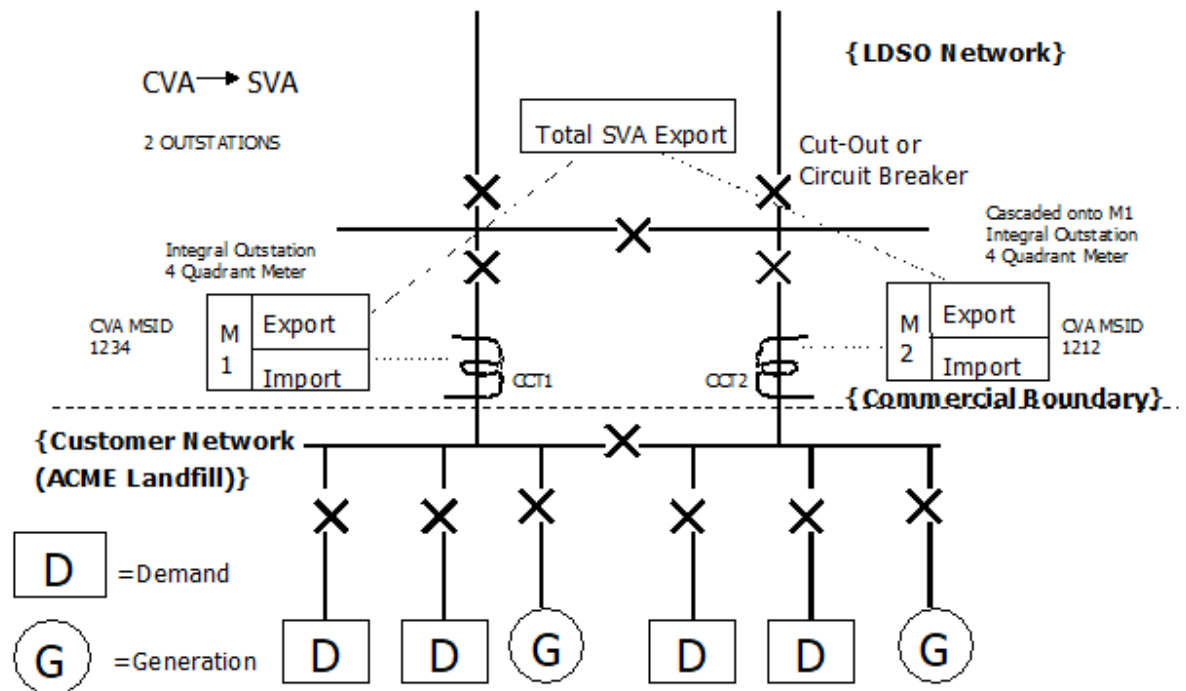 {LDSO Network}
CVA SVA
2 OUTSTATIONS
Total SVA Export
Cut-Out or
Circuit Breaker
Integral Outstation
4 Quadrant Meter
Cascaded onto M1
Integral Outstation
4 Quadrant Meter
CVA MSID
1234
M
1
Export
Import
CCT1
CCT2
M
2
Export
Import
CVA MSID
1212
{Commercial Boundary}
{Customer Network
(ACME Landfill)}
D =Demand
G =Generation
D D G D D G